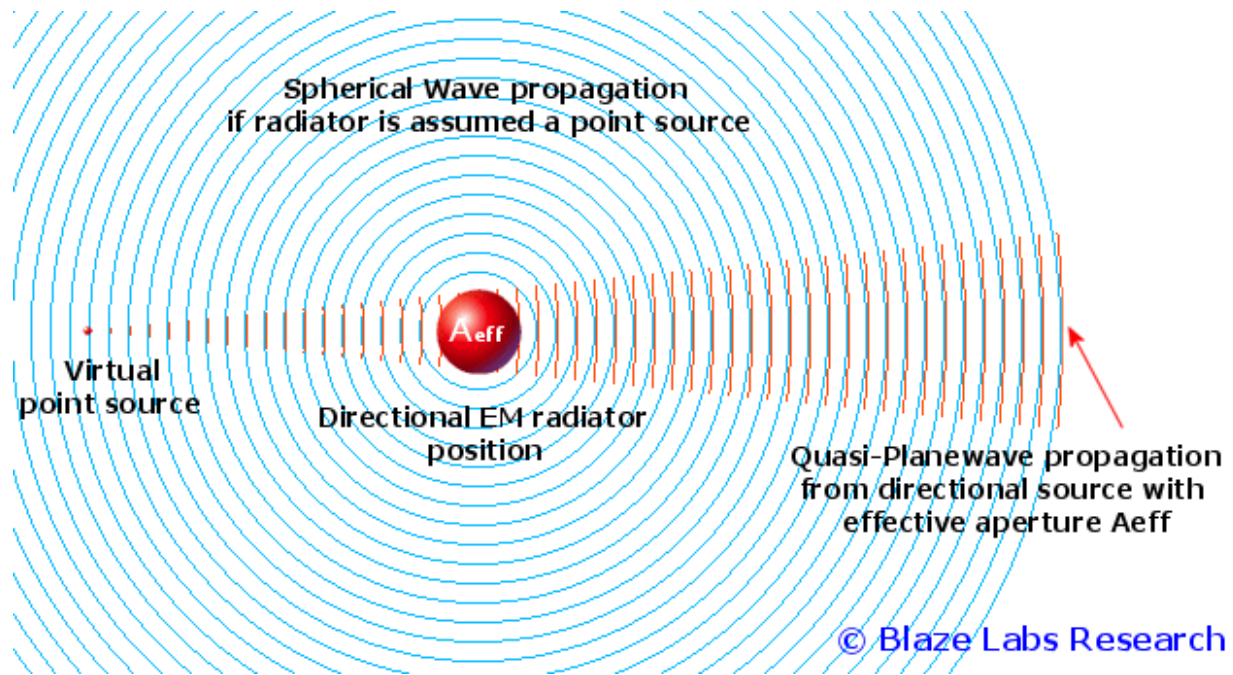 Spherical Wave propagation
if radiator is assumed a point source
Aeff
Virtual
point source
Directional EM radiator
position
Quasi-Planewave propagation
from directional source with
effective aperture Aeff
© Blaze Labs Research